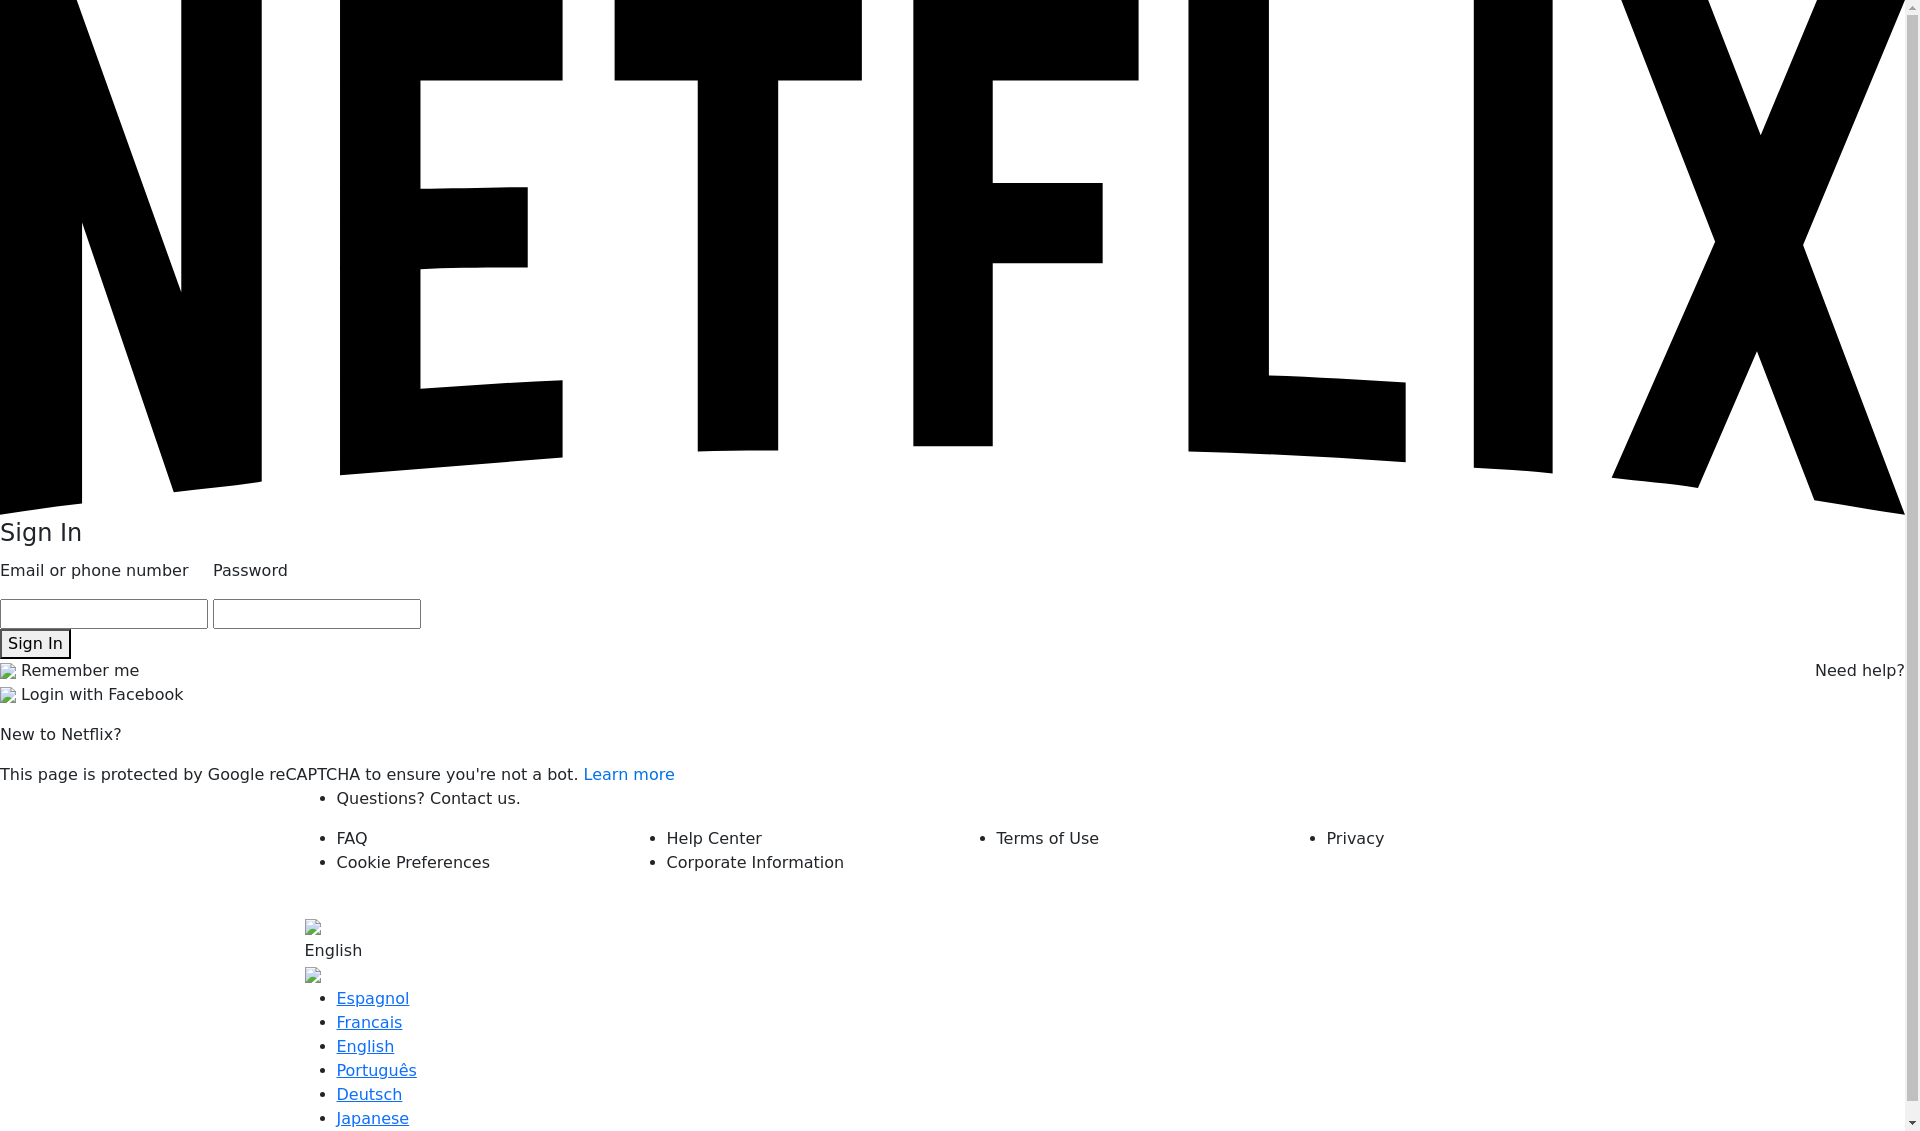 NETFLIX
Sign In
Email or phone number Password
Sign In
Remember me Need help?
Login with Facebook
New to Netflix?
This page is protected by Google reCAPTCHA to ensure you're not a bot. Learn more
Questions? Contact us.
FAQ Help Center Terms of Use Privacy
Cookie Preferences Corporate Information
English
Espagnol
Francais
English
Português
Deutsch
Japanese